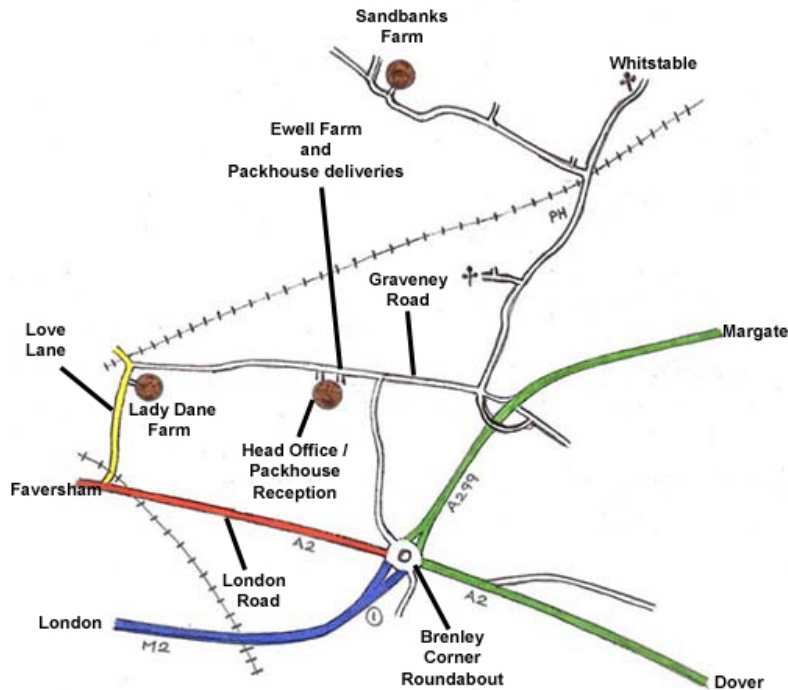 Sandbanks
Farm
Whitstable
Ewell Farm
and
Packhouse deliveries
PH
Graveney
Road
Love
Lane
Margate
Lady Dane
Farm
Head Office /
Packhouse
Reception
Faversham
A299
A2
London
Road
A2
London
M2
1
Brenley
Corner
Roundabout
Dover